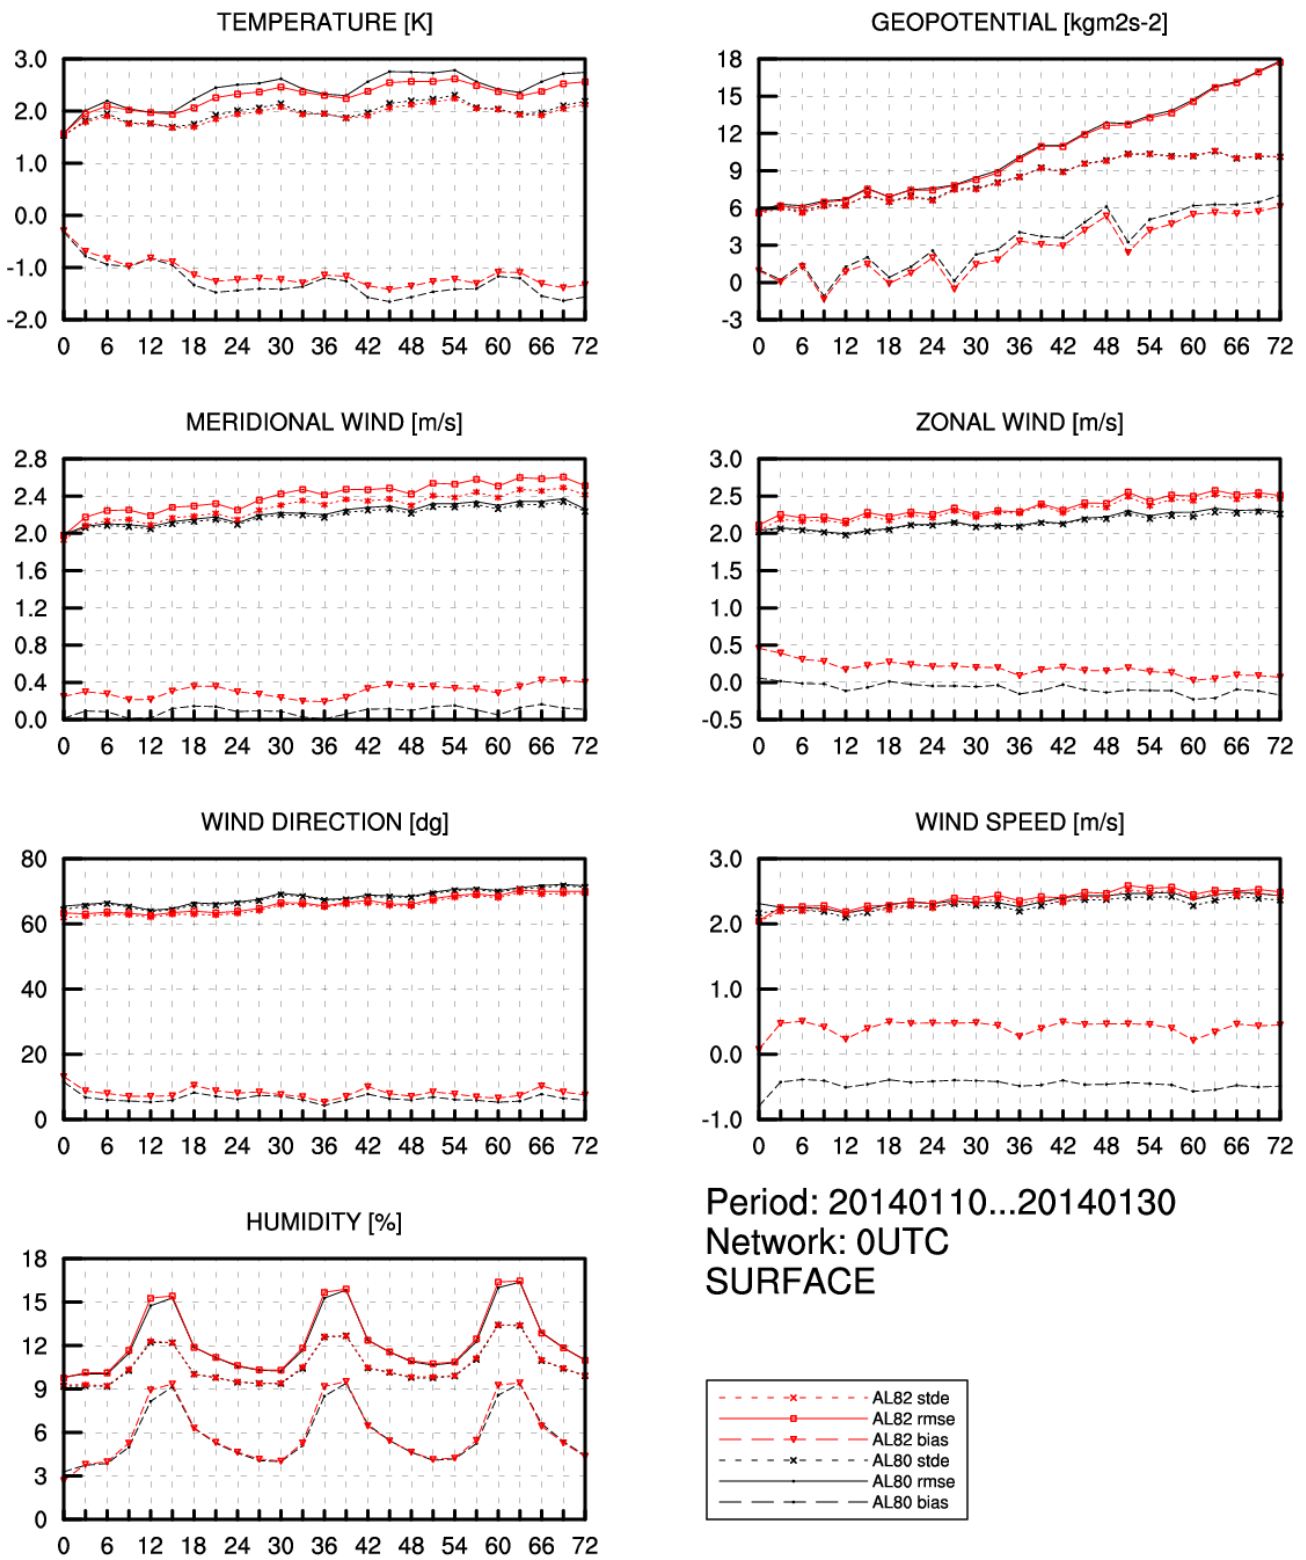 TEMPERATURE [K]
3.0
2.0
1.0
0.0
-1.0
-2.0
0 6 12 18 24 30 36 42 48 54 60 66 72
GEOPOTENTIAL [kgm2s-2]
18
15
12
9
6
3
0
-3
0 6 12 18 24 30 36 42 48 54 60 66 72
MERIDIONAL WIND [m/s]
2.8
2.4
2.0
1.6
1.2
0.8
0.4
0.0
0 6 12 18 24 30 36 42 48 54 60 66 72
ZONAL WIND [m/s]
3.0
2.5
2.0
1.5
1.0
0.5
0.0
-0.5
0 6 12 18 24 30 36 42 48 54 60 66 72
WIND DIRECTION [dg]
80
60
40
20
0
0 6 12 18 24 30 36 42 48 54 60 66 72
WIND SPEED [m/s]
3.0
2.0
1.0
0.0
-1.0
0 6 12 18 24 30 36 42 48 54 60 66 72
HUMIDITY [%]
18
15
12
9
6
3
0
0 6 12 18 24 30 36 42 48 54 60 66 72
Period: 20140110...20140130
Network: 0UTC
SURFACE
AL82 stde
AL82 rmse
AL82 bias
AL80 stde
AL80 rmse
AL80 bias